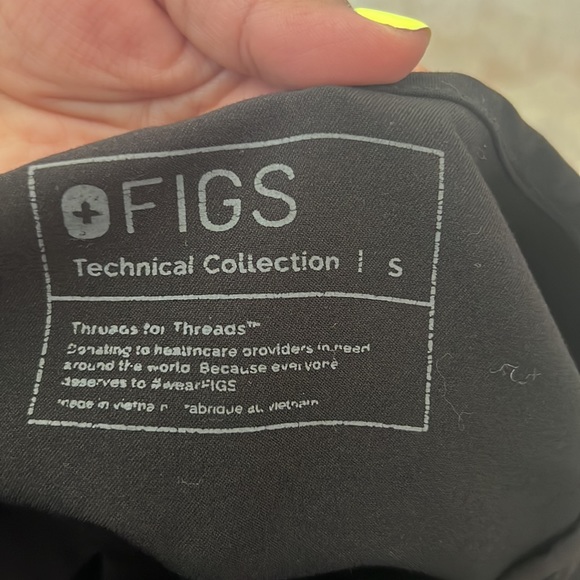 FIGS
Technical Collection | S
Threads for Threads™
Donating to healthcare providers in need
around the world. Because everyone
deserves to #wearFIGS
Made in Vietnam Fabriqué au Vietnam